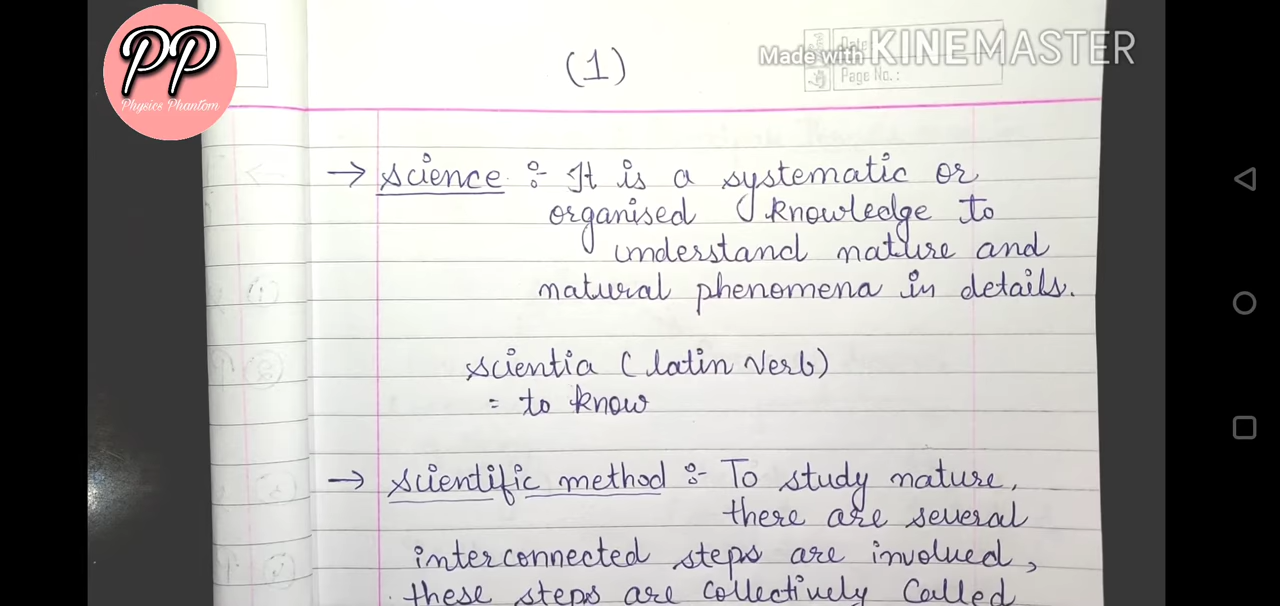 PP
Physics Phantom
(1)
Made with KINEMASTER
Page No.:
→ science :- It is a systematic or
organised knowledge to
understand nature and
natural phenomena in details.
scientia (latin verb)
= to know
→ scientific method :- To study nature,
there are several
interconnected steps are involved,
these steps are collectively called